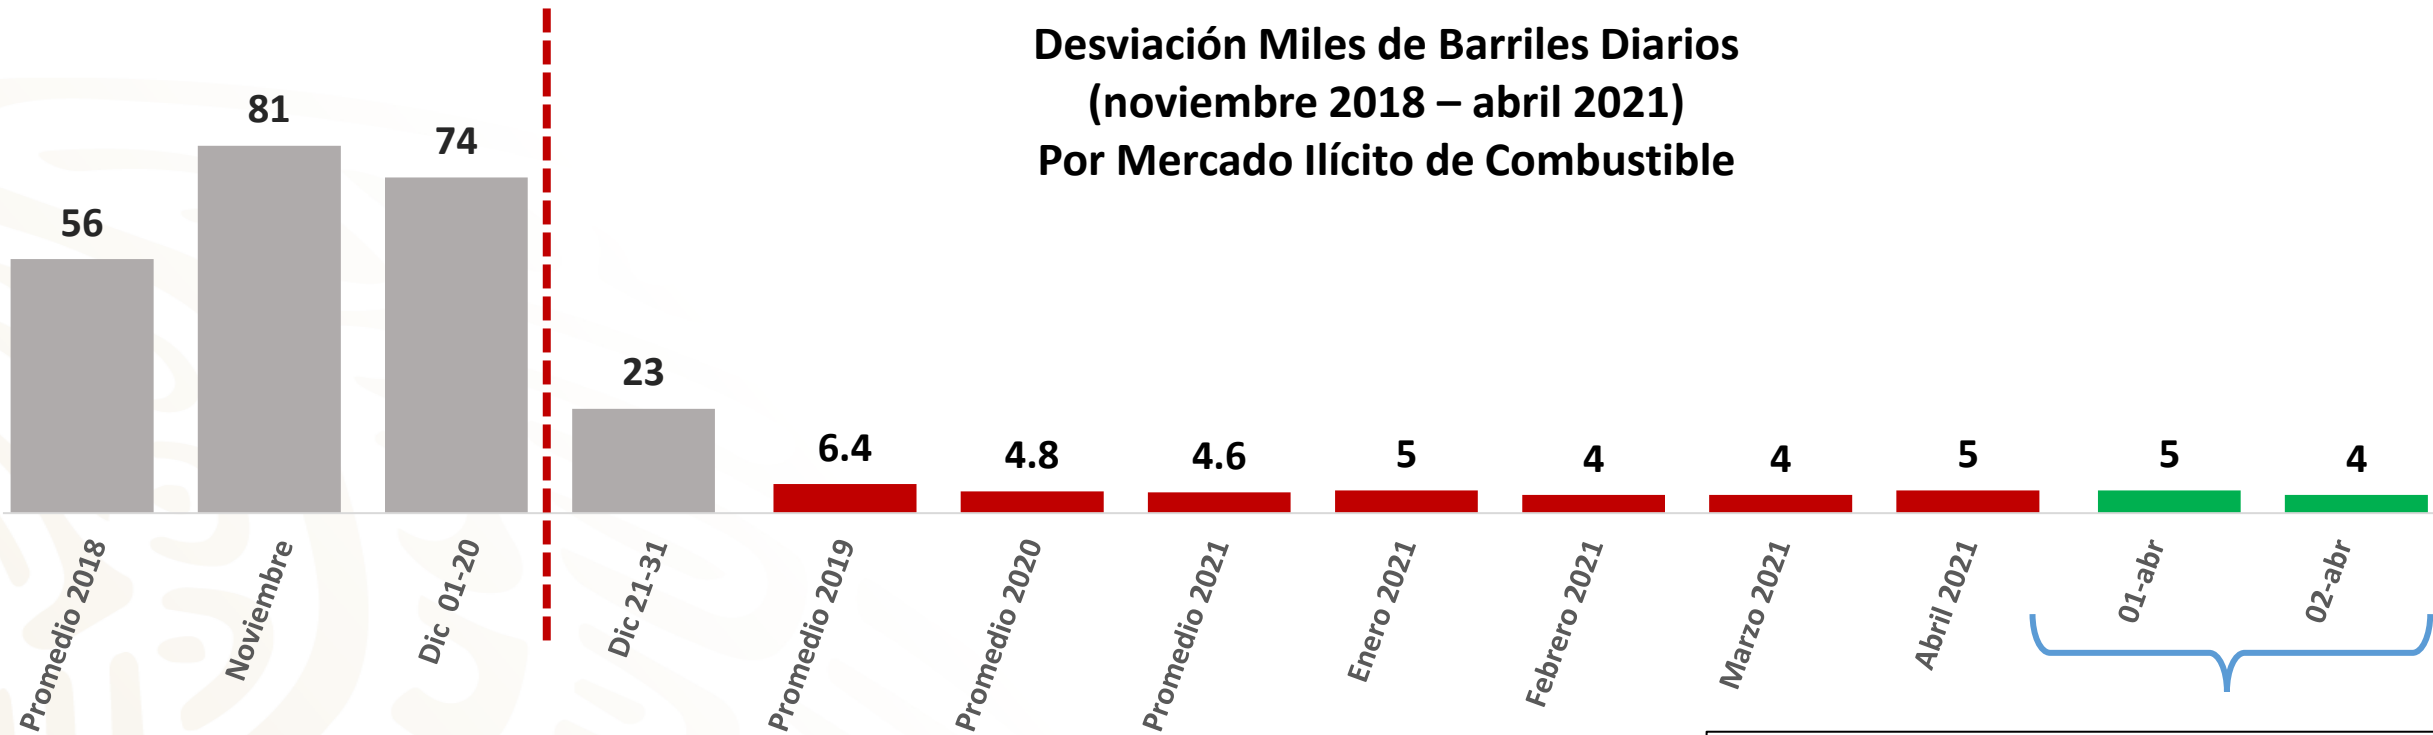 Desviación Miles de Barriles Diarios
(noviembre 2018 – abril 2021)
Por Mercado Ilícito de Combustible
56
81
74
23
6.4
4.8
4.6
5
4
4
5
5
4
Promedio 2018
Noviembre
Dic 01-20
Dic 21-31
Promedio 2019
Promedio 2020
Promedio 2021
Enero 2021
Febrero 2021
Marzo 2021
Abril 2021
01-abr
02-abr